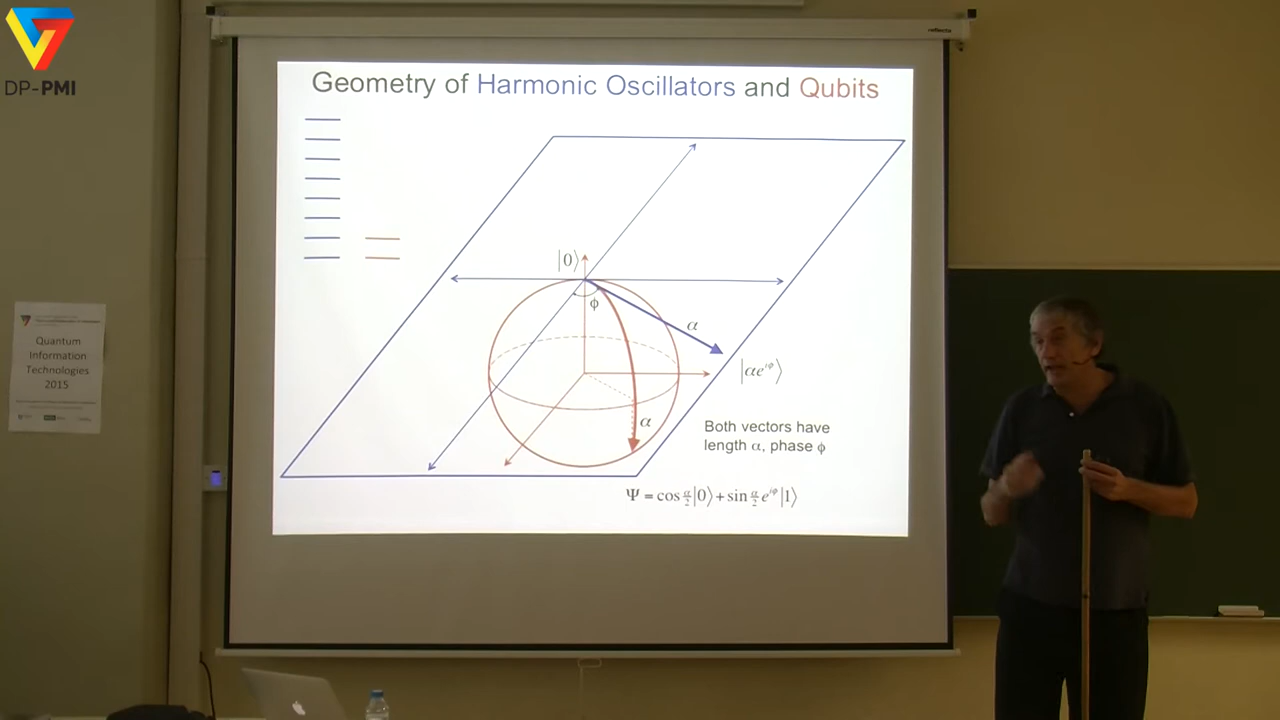 DP-PMI
reflecta
Geometry of Harmonic Oscillators and Qubits
|0⟩
ϕ
α
|αe^{iϕ}⟩
α
Both vectors have
length α, phase ϕ
Ψ = cos α/2 |0⟩ + sin α/2 e^{iϕ} |1⟩
Quantum
Information
Technologies
2015